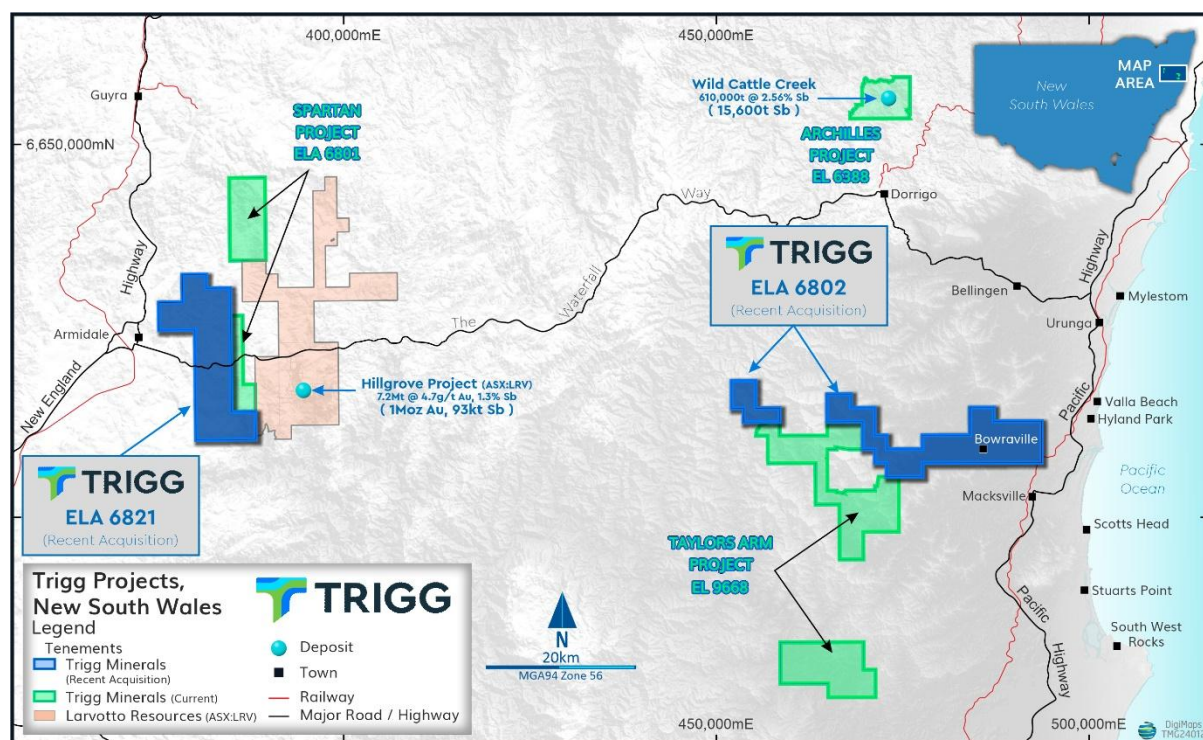 400,000mE
450,000mE
MAP
AREA
New
South Wales
Guyra
SPARTAN
PROJECT
ELA 6801
Wild Cattle Creek
610,000t @ 2.56% Sb
( 15,600t Sb )
ARCHILLES
PROJECT
EL 6388
6,650,000mN
Way
Dorrigo
Highway
TRIGG
ELA 6802
(Recent Acquisition)
Bellingen
Highway
Mylestom
Urunga
Armidale
The
Waterfall
New England
Hillgrove Project (ASX:LRV)
7.2Mt @ 4.7g/t Au, 1.3% Sb
( 1Moz Au, 93kt Sb )
Pacific
Valla Beach
Hyland Park
Bowraville
Pacific
Ocean
Macksville
TRIGG
ELA 6821
(Recent Acquisition)
Scotts Head
TAYLORS ARM
PROJECT
EL 9668
Trigg Projects,
New South Wales
TRIGG
Legend
Tenements
Trigg Minerals
(Recent Acquisition)
Trigg Minerals (Current)
Larvotto Resources (ASX:LRV)
Deposit
Town
Railway
Major Road / Highway
N
20km
MGA94 Zone 56
Pacific
Highway
Stuarts Point
South West
Rocks
450,000mE
500,000mE
DigiMaps